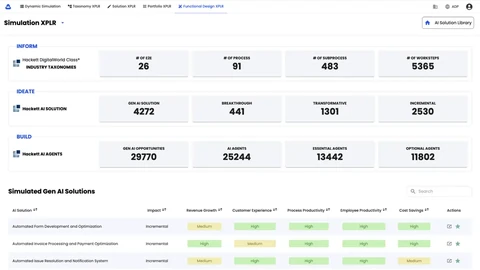 Dynamic Simulation Taxonomy XPLR Solution XPLR Portfolio XPLR Functional Design XPLR AOP
Simulation XPLR
AI Solution Library
INFORM
Hackett DigitalWorld Class®
INDUSTRY TAXONOMIES
# OF E2E
26
# OF PROCESS
91
# OF SUBPROCESS
483
# OF WORKSTEPS
5365
IDEATE
Hackett AI SOLUTION
GEN AI SOLUTION
4272
BREAKTHROUGH
441
TRANSFORMATIVE
1301
INCREMENTAL
2530
BUILD
Hackett AI AGENTS
GEN AI OPPORTUNITIES
29770
AI AGENTS
25244
ESSENTIAL AGENTS
13442
OPTIONAL AGENTS
11802
Simulated Gen AI Solutions
Search
AI Solution Impact Revenue Growth Customer Experience Process Productivity Employee Productivity Cost Savings Actions
Automated Form Development and Optimization Incremental Medium High High High High
Automated Invoice Processing and Payment Optimization Incremental High Medium High High High
Automated Issue Resolution and Notification System Incremental Medium High High High Medium